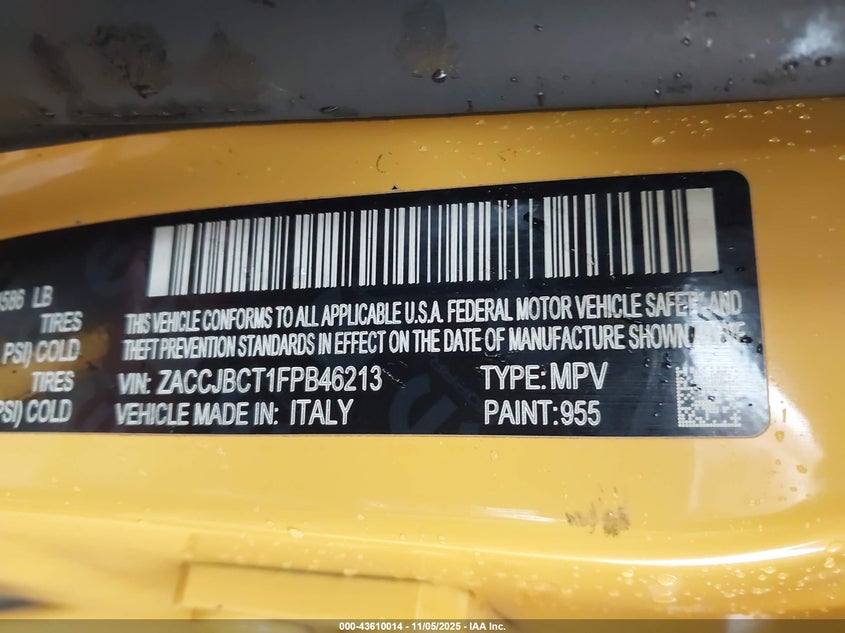 586 LB
TIRES
PSI) COLD
TIRES
PSI) COLD
THIS VEHICLE CONFORMS TO ALL APPLICABLE U.S.A. FEDERAL MOTOR VEHICLE SAFETY AND
THEFT PREVENTION STANDARDS IN EFFECT ON THE DATE OF MANUFACTURE SHOWN ABOVE
VIN: ZACCJBCT1FPB46213 TYPE: MPV
VEHICLE MADE IN: ITALY PAINT: 955
000-43610014 - 11/05/2025 - IAA Inc.